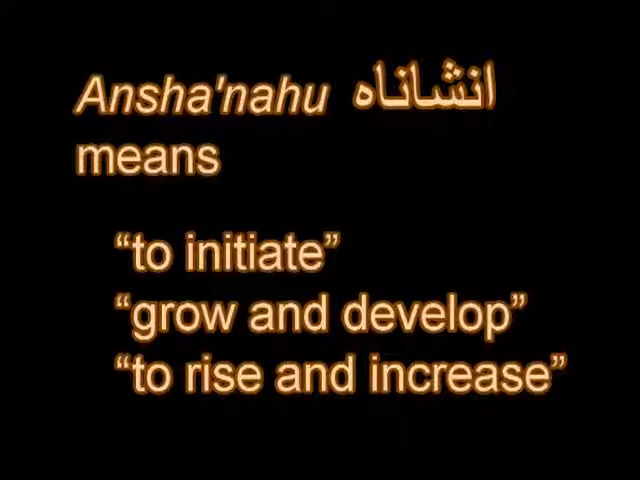 Ansha'nahu انشاناه
means
“to initiate”
“grow and develop”
“to rise and increase”